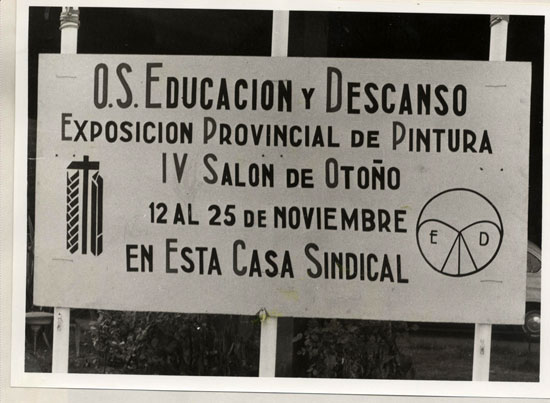 O.S. EDUCACION Y DESCANSO
EXPOSICION PROVINCIAL DE PINTURA
IV SALON DE OTOÑO
12 AL 25 DE NOVIEMBRE
EN ESTA CASA SINDICAL
E D